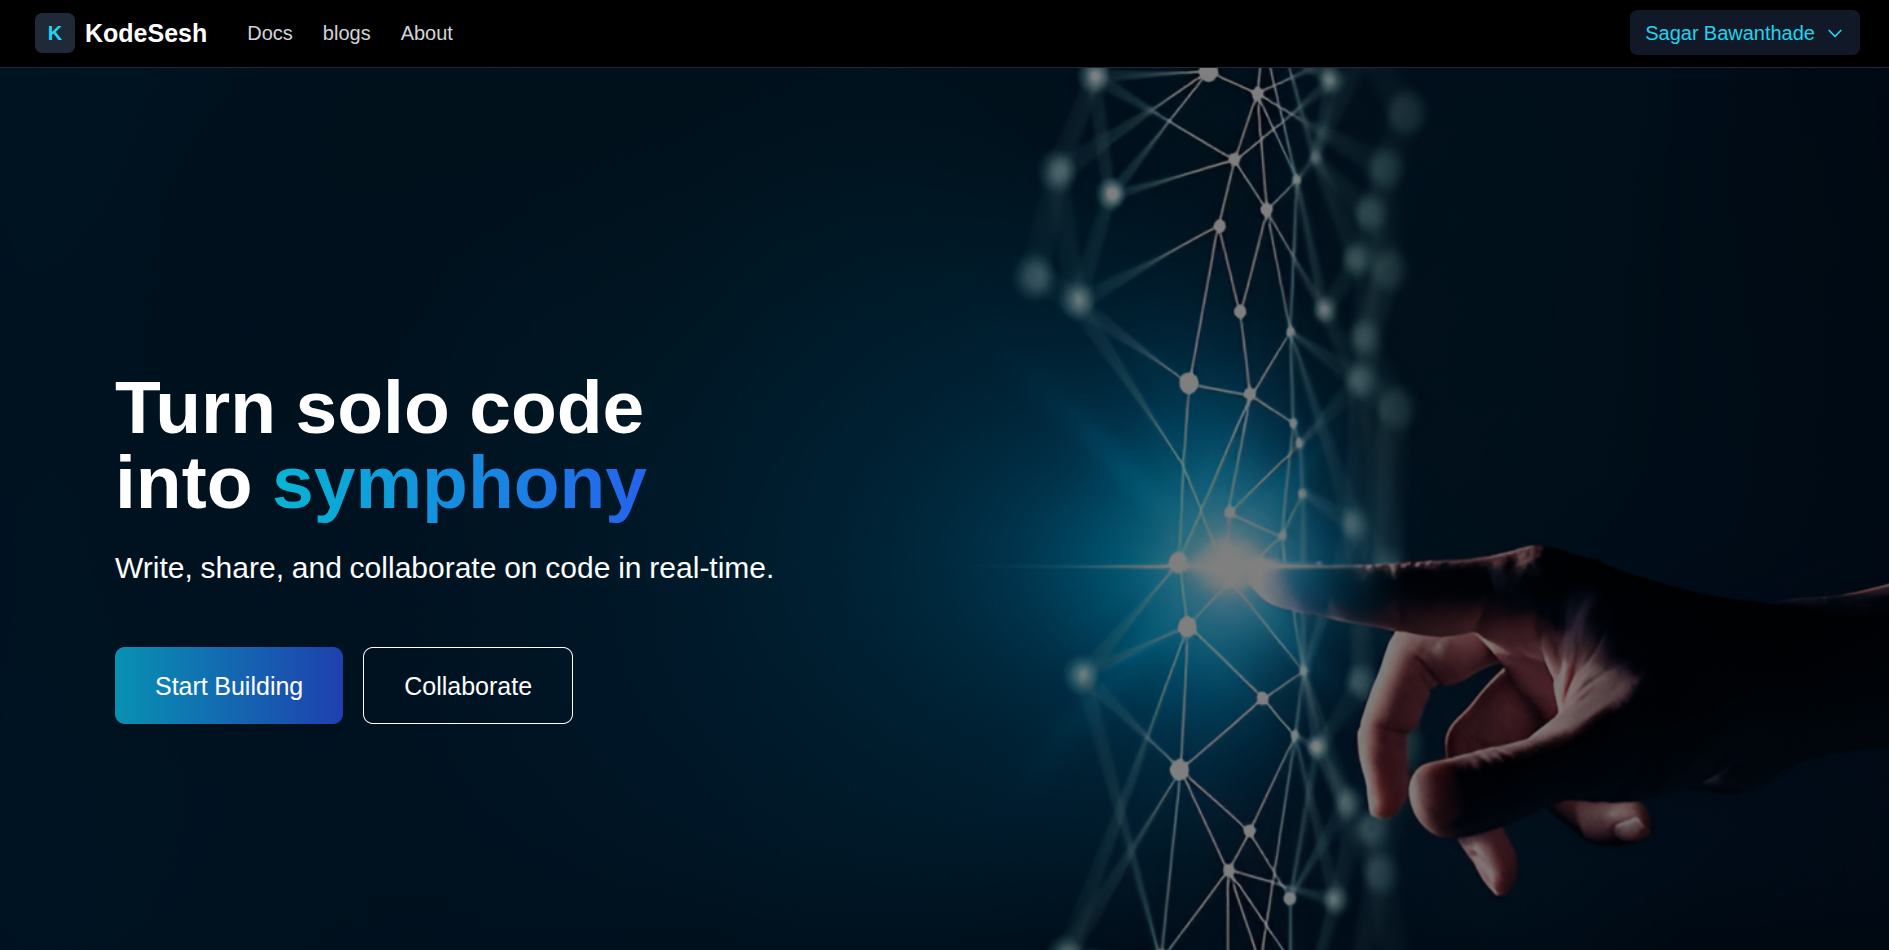 K KodeSesh Docs blogs About Sagar Bawanthade
Turn solo code
into symphony
Write, share, and collaborate on code in real-time.
Start Building Collaborate